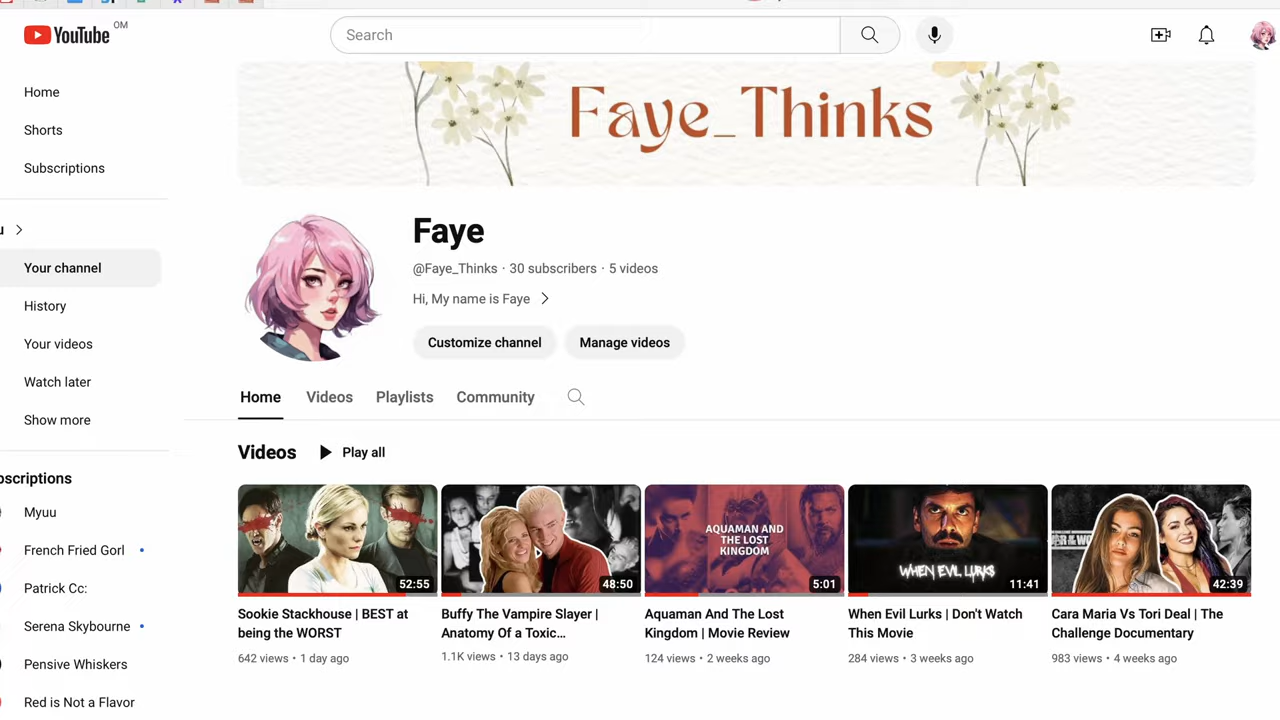 YouTube OM
Search
Home
Shorts
Subscriptions
Your channel
History
Your videos
Watch later
Show more
Myuu
French Fried Gorl
Patrick Cc:
Serena Skybourne
Pensive Whiskers
Red is Not a Flavor
Faye_Thinks
Faye
@Faye_Thinks · 30 subscribers · 5 videos
Hi, My name is Faye
Customize channel Manage videos
Home Videos Playlists Community
Videos Play all
52:55
Sookie Stackhouse | BEST at
being the WORST
642 views • 1 day ago
48:50
Buffy The Vampire Slayer |
Anatomy Of a Toxic...
1.1K views • 13 days ago
AQUAMAN AND
THE LOST
KINGDOM
5:01
Aquaman And The Lost
Kingdom | Movie Review
124 views • 2 weeks ago
WHEN EVIL LURKS
11:41
When Evil Lurks | Don't Watch
This Movie
284 views • 3 weeks ago
42:39
Cara Maria Vs Tori Deal | The
Challenge Documentary
983 views • 4 weeks ago